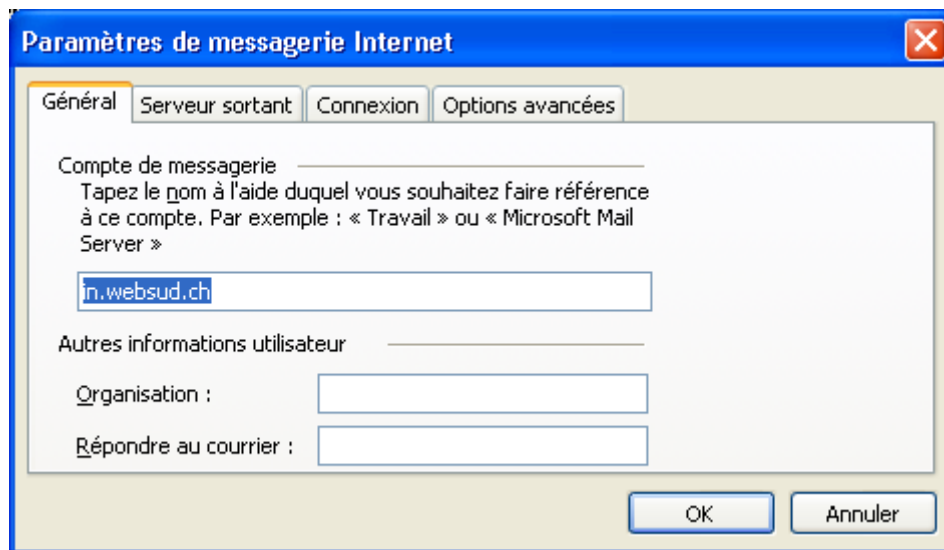 Paramètres de messagerie Internet
Général Serveur sortant Connexion Options avancées
Compte de messagerie
Tapez le nom à l'aide duquel vous souhaitez faire référence
à ce compte. Par exemple : « Travail » ou « Microsoft Mail
Server »
in.websud.ch
Autres informations utilisateur
Organisation :
Répondre au courrier :
OK Annuler